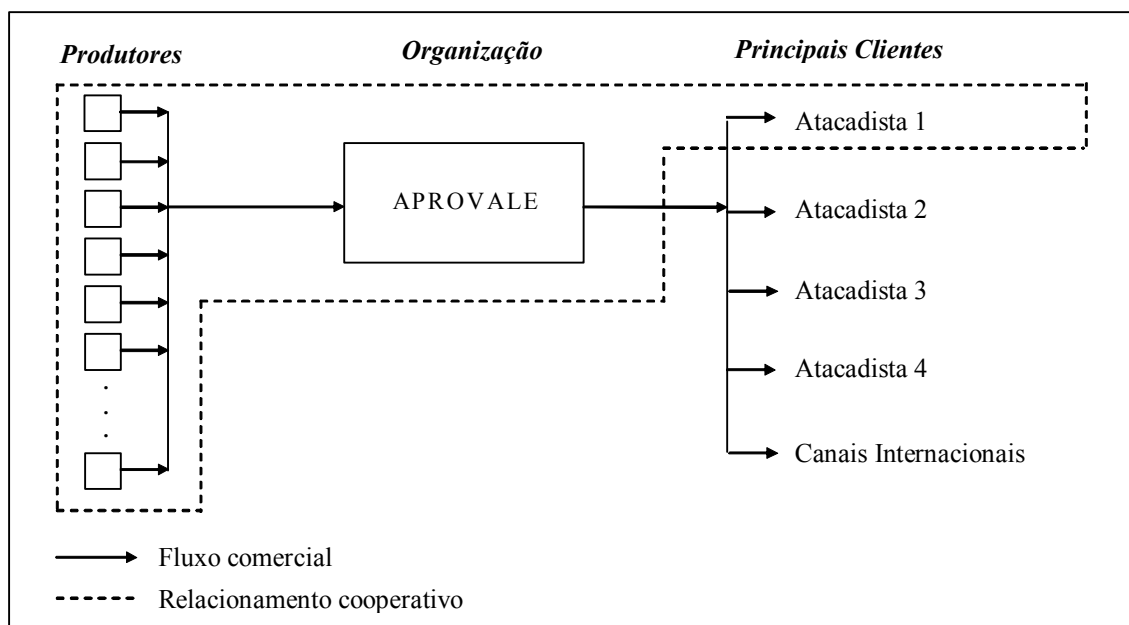 Produtores
Organização
Principais Clientes
Atacadista 1
APROVALE
Atacadista 2
Atacadista 3
Atacadista 4
Canais Internacionais
Fluxo comercial
Relacionamento cooperativo